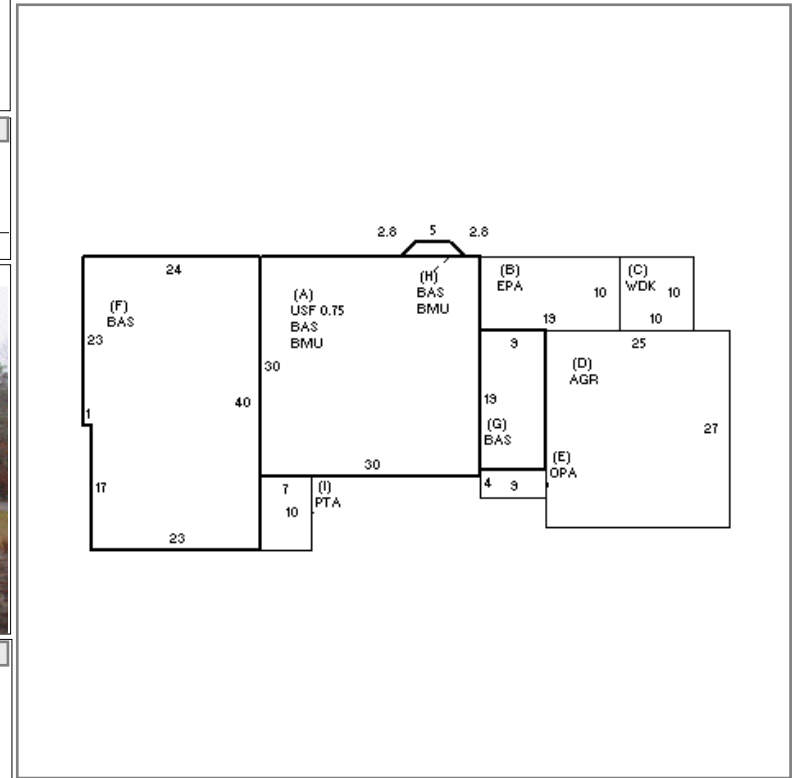 2.8 5 2.8
24
(F)
BAS
23
1
17
23
40
(A)
USF 0.75
BAS
BMU
30
30
(H)
BAS
BMU
(B)
EPA
10
19
(C)
WDK
10
10
9
19
(G)
BAS
25
(D)
AGR
27
(E)
OPA
4 9
7
10
(I)
PTA